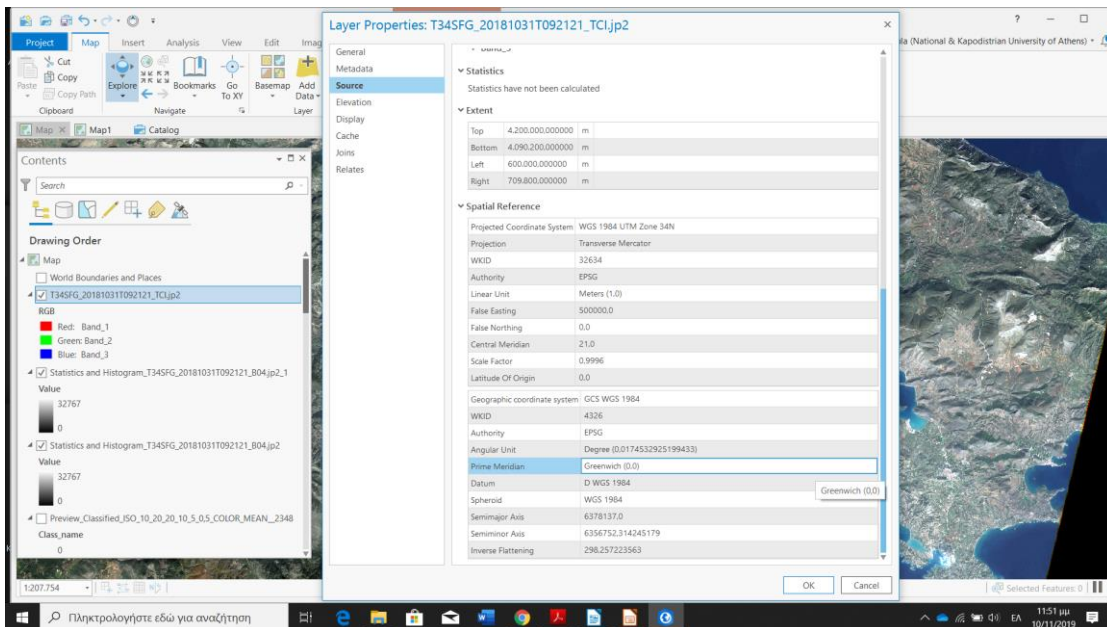 Layer Properties: T34SFG_20181031T092121_TCI.jp2
Project Map Insert Analysis View Edit Imag
la (National & Kapodistrian University of Athens)
Cut
Copy
Paste
Copy Path
Clipboard
Explore
Bookmarks
Go To XY
Navigate
Basemap
Add Data
Layer
Map Map1 Catalog
Contents
Search
Drawing Order
Map
World Boundaries and Places
T34SFG_20181031T092121_TCI.jp2
RGB
Red: Band_1
Green: Band_2
Blue: Band_3
Statistics and Histogram_T34SFG_20181031T092121_B04.jp2_1
Value
32767
0
Statistics and Histogram_T34SFG_20181031T092121_B04.jp2
Value
32767
0
Preview_Classified_ISO_10_20_20_10_5_0,5_COLOR_MEAN__2348
Class_name
0
1:207.754
General
Metadata
Source
Elevation
Display
Cache
Joins
Relates
Statistics
Statistics have not been calculated
Extent
Top 4.200.000,000000 m
Bottom 4.090.200,000000 m
Left 600.000,000000 m
Right 709.800,000000 m
Spatial Reference
Projected Coordinate System WGS 1984 UTM Zone 34N
Projection Transverse Mercator
WKID 32634
Authority EPSG
Linear Unit Meters (1,0)
False Easting 500000,0
False Northing 0,0
Central Meridian 21,0
Scale Factor 0,9996
Latitude Of Origin 0,0
Geographic coordinate system GCS WGS 1984
WKID 4326
Authority EPSG
Angular Unit Degree (0,0174532925199433)
Prime Meridian Greenwich (0,0)
Datum D WGS 1984
Greenwich (0,0)
Spheroid WGS 1984
Semimajor Axis 6378137,0
Semiminor Axis 6356752,314245179
Inverse Flattening 298,257223563
OK Cancel
Selected Features: 0
Πληκτρολογήστε εδώ για αναζήτηση
ΕΛ
11:51 μμ
10/11/2019